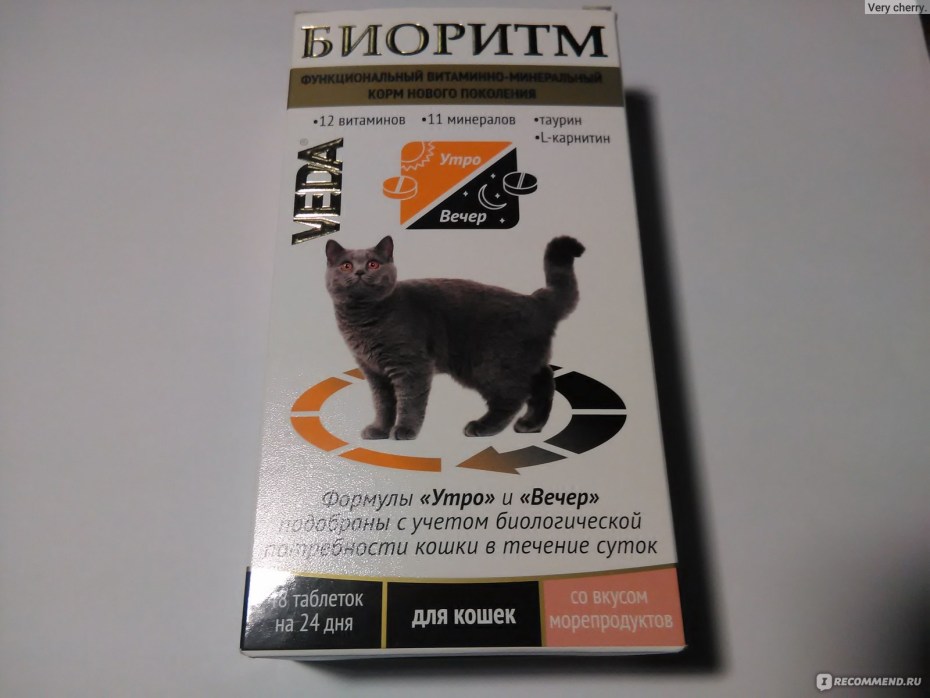 Very cherry.
БИОРИТМ
ФУНКЦИОНАЛЬНЫЙ ВИТАМИННО-МИНЕРАЛЬНЫЙ
КОРМ НОВОГО ПОКОЛЕНИЯ
•12 витаминов •11 минералов •таурин
•L-карнитин
VEDA®
Утро
Вечер
Формулы «Утро» и «Вечер»
подобраны с учетом биологической
потребности кошки в течение суток
48 таблеток
на 24 дня
для кошек
со вкусом
морепродуктов
IRECOMMEND.RU